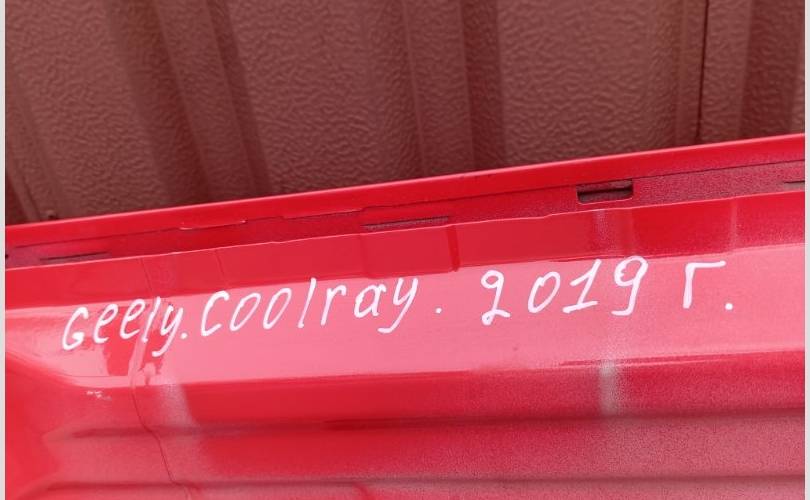 Geely. Coolray. 2019 г.